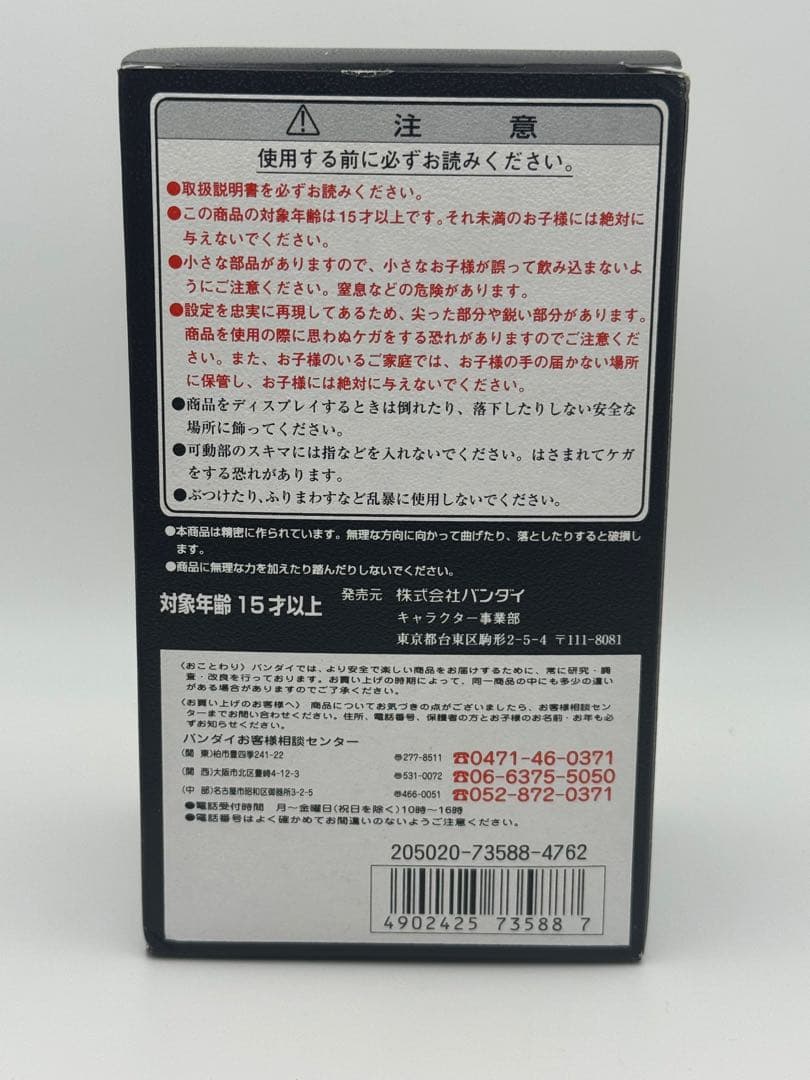 注 意
使用する前に必ずお読みください。
●取扱説明書を必ずお読みください。
●この商品の対象年齢は15才以上です。それ未満のお子様には絶対に
与えないでください。
●小さな部品がありますので、小さなお子様が誤って飲み込まないよ
うにご注意ください。窒息などの危険があります。
●設定を忠実に再現してあるため、尖った部分や鋭い部分があります。
商品を使用の際に思わぬケガをする恐れがありますのでご注意くだ
さい。また、お子様のいるご家庭では、お子様の手の届かない場所
に保管し、お子様には絶対に与えないでください。
●商品をディスプレイするときは倒れたり、落下したりしない安全な
場所に飾ってください。
●可動部のスキマには指などを入れないでください。はさまれてケガ
をする恐れがあります。
●ぶつけたり、ふりまわすなど乱暴に使用しないでください。
●本商品は精密に作られています。無理な方向に向かって曲げたり、落としたりすると破損し
ます。
●商品に無理な力を加えたり踏んだりしないでください。
対象年齢15才以上 発売元 株式会社バンダイ
キャラクター事業部
東京都台東区駒形2-5-4 〒111-8081
〈おことわり〉バンダイでは、より安全で楽しい商品をお届けするために、常に研究・調
査・改良を行っております。お買い上げの時期によって、同一商品の中にも多少の違い
がある場合がありますのでご了承ください。
〈お買い上げのお客様へ〉商品についてお気づきの点がございましたら、お客様相談セン
ターまでお問い合わせください。住所、電話番号、保護者の方とお子様のお名前・お年も必
ずお知らせください。
バンダイお客様相談センター
(関 東)柏市豊四季241-22 〠277-8511 ☎0471-46-0371
(関 西)大阪市北区豊崎4-12-3 〠531-0072 ☎06-6375-5050
(中 部)名古屋市昭和区御器所3-2-5 〠466-0051 ☎052-872-0371
●電話受付時間 月〜金曜日(祝日を除く)10時〜16時
●電話番号はよく確かめてお間違いのないようご注意ください。
205020-73588-4762
4902425 73588 7